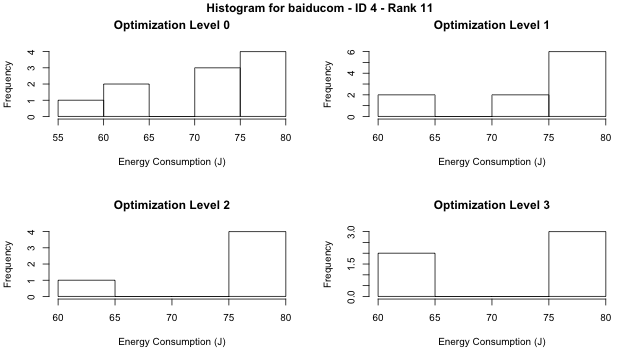 Histogram for baiducom - ID 4 - Rank 11
Optimization Level 0
Frequency
0 1 2 3 4
55 60 65 70 75 80
Energy Consumption (J)
Optimization Level 1
Frequency
0 2 4 6
60 65 70 75 80
Energy Consumption (J)
Optimization Level 2
Frequency
0 1 2 3 4
60 65 70 75 80
Energy Consumption (J)
Optimization Level 3
Frequency
0.0 1.5 3.0
60 65 70 75 80
Energy Consumption (J)